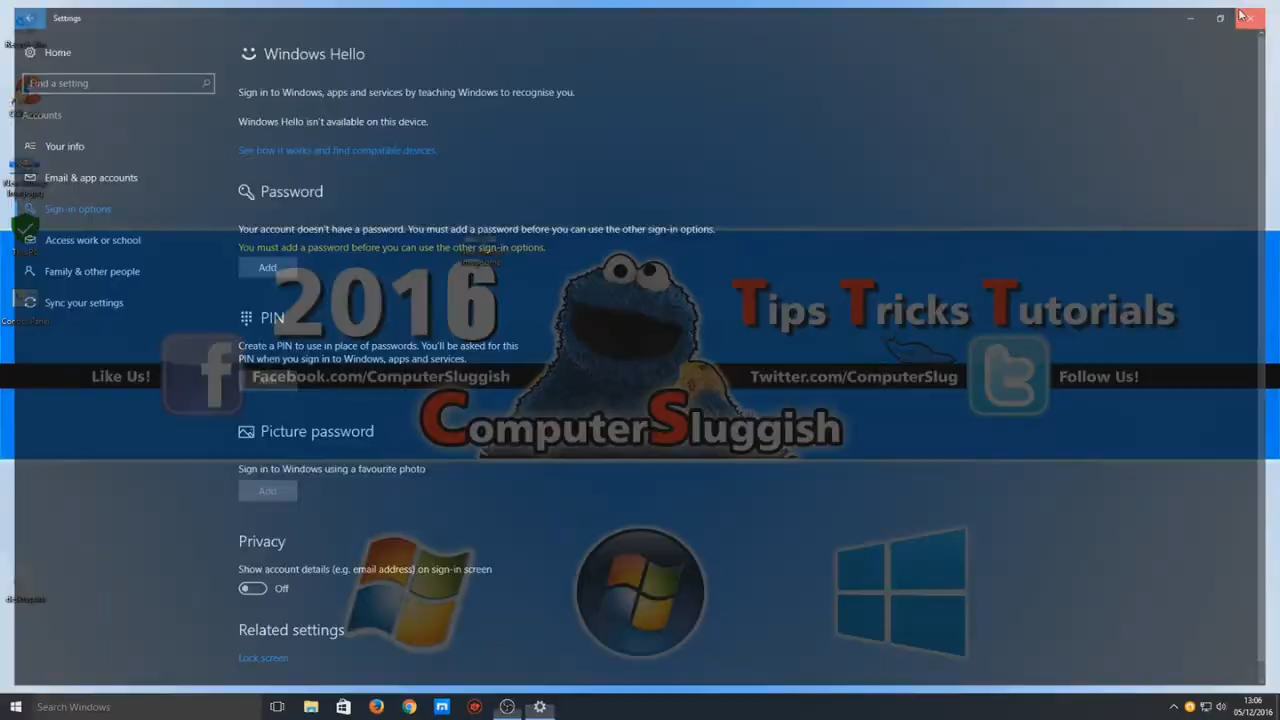 Settings
Home
Find a setting
Accounts
Your info
Email & app accounts
Sign-in options
Access work or school
Family & other people
Sync your settings
Windows Hello
Sign in to Windows, apps and services by teaching Windows to recognise you.
Windows Hello isn't available on this device.
See how it works and find compatible devices.
Password
Your account doesn't have a password. You must add a password before you can use the other sign-in options.
You must add a password before you can use the other sign-in options.
Add
2016
Tips Tricks Tutorials
PIN
Create a PIN to use in place of passwords. You'll be asked for this
PIN when you sign in to Windows, apps and services.
Like Us!
Facebook.com/ComputerSluggish
Twitter.com/ComputerSlug
Follow Us!
ComputerSluggish
Picture password
Sign in to Windows using a favourite photo
Add
Privacy
Show account details (e.g. email address) on sign-in screen
Off
Related settings
Lock screen
Search Windows
13:06
05/12/2016